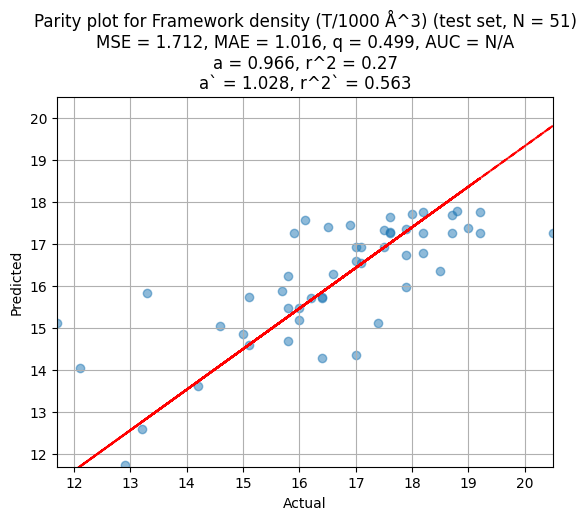 Parity plot for Framework density (T/1000 Å^3) (test set, N = 51)
MSE = 1.712, MAE = 1.016, q = 0.499, AUC = N/A
a = 0.966, r^2 = 0.27
a` = 1.028, r^2` = 0.563
20
19
18
17
16
15
14
13
12
Predicted
12 13 14 15 16 17 18 19 20
Actual